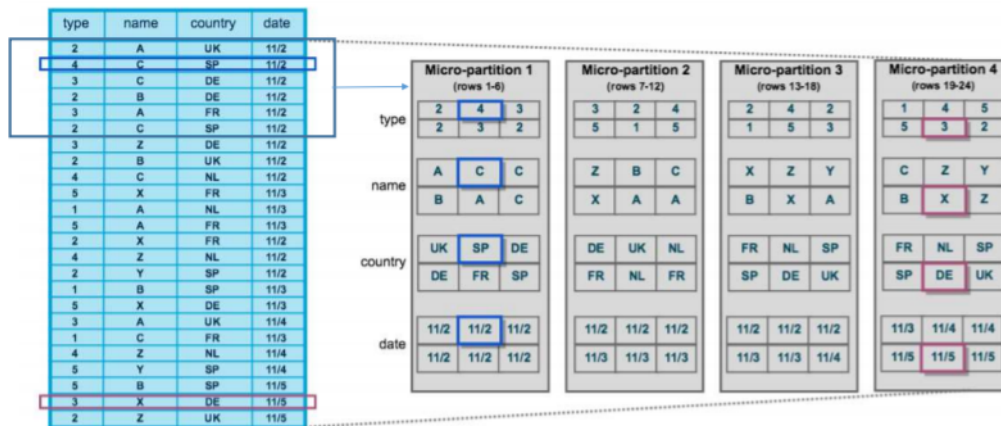 type name country date
2 A UK 11/2
4 C SP 11/2
3 C DE 11/2
2 B DE 11/2
3 A FR 11/2
2 C SP 11/2
3 Z DE 11/2
2 B UK 11/2
4 C NL 11/2
5 X FR 11/3
1 A NL 11/3
5 A FR 11/3
2 X FR 11/2
4 Z NL 11/2
2 Y SP 11/2
1 B SP 11/3
5 X DE 11/3
3 A UK 11/4
1 C FR 11/3
4 Z NL 11/4
5 Y SP 11/4
5 B SP 11/5
3 X DE 11/5
2 Z UK 11/5
Micro-partition 1 Micro-partition 2 Micro-partition 3 Micro-partition 4
(rows 1-6) (rows 7-12) (rows 13-18) (rows 19-24)
type
2 4 3 3 2 4 2 4 2 1 4 5
2 3 2 5 1 5 1 5 3 5 3 2
name
A C C Z B C X Z Y C Z Y
B A C X A A B X A B X Z
country
UK SP DE DE UK NL FR NL SP FR NL SP
DE FR SP FR NL FR SP DE UK SP DE UK
date
11/2 11/2 11/2 11/2 11/2 11/2 11/2 11/2 11/2 11/3 11/4 11/4
11/2 11/2 11/2 11/3 11/3 11/3 11/3 11/3 11/4 11/5 11/5 11/5